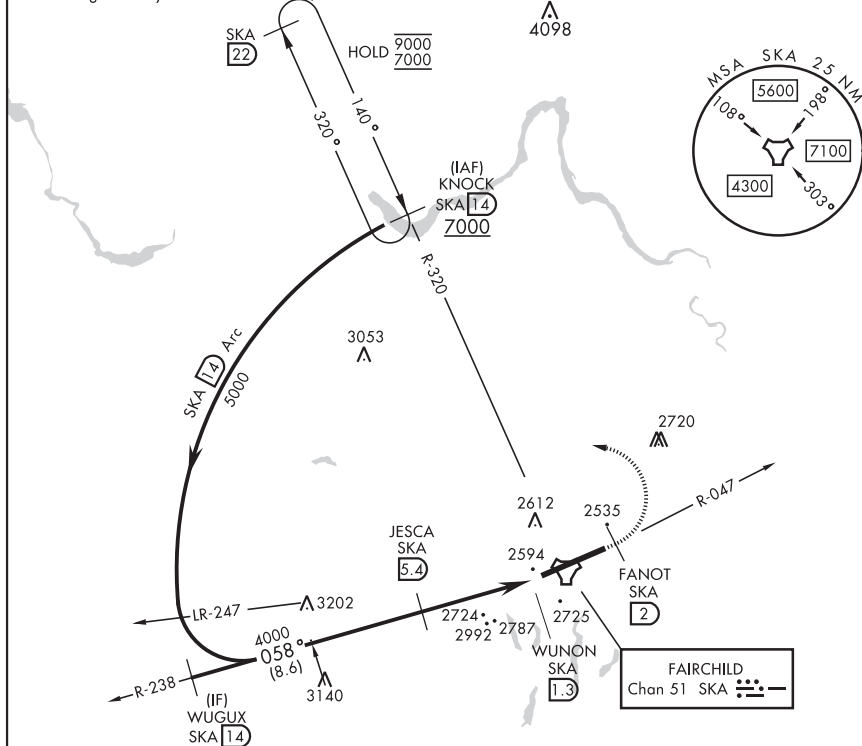 SKA
22
HOLD 9000
7000
4098
MSA SKA 25 NM
5600
108°
198°
7100
4300
303°
320°
140°
(IAF)
KNOCK
SKA 14
7000
R-320
3053
SKA 14 Arc
5000
2720
R-047
2612
2535
JESCA
SKA
5.4
2594
FANOT
SKA
2
LR-247
3202
4000
058°
(8.6)
2724
2992
2787
2725
WUNON
SKA
1.3
R-238
3140
(IF)
WUGUX
SKA 14
FAIRCHILD
Chan 51 SKA